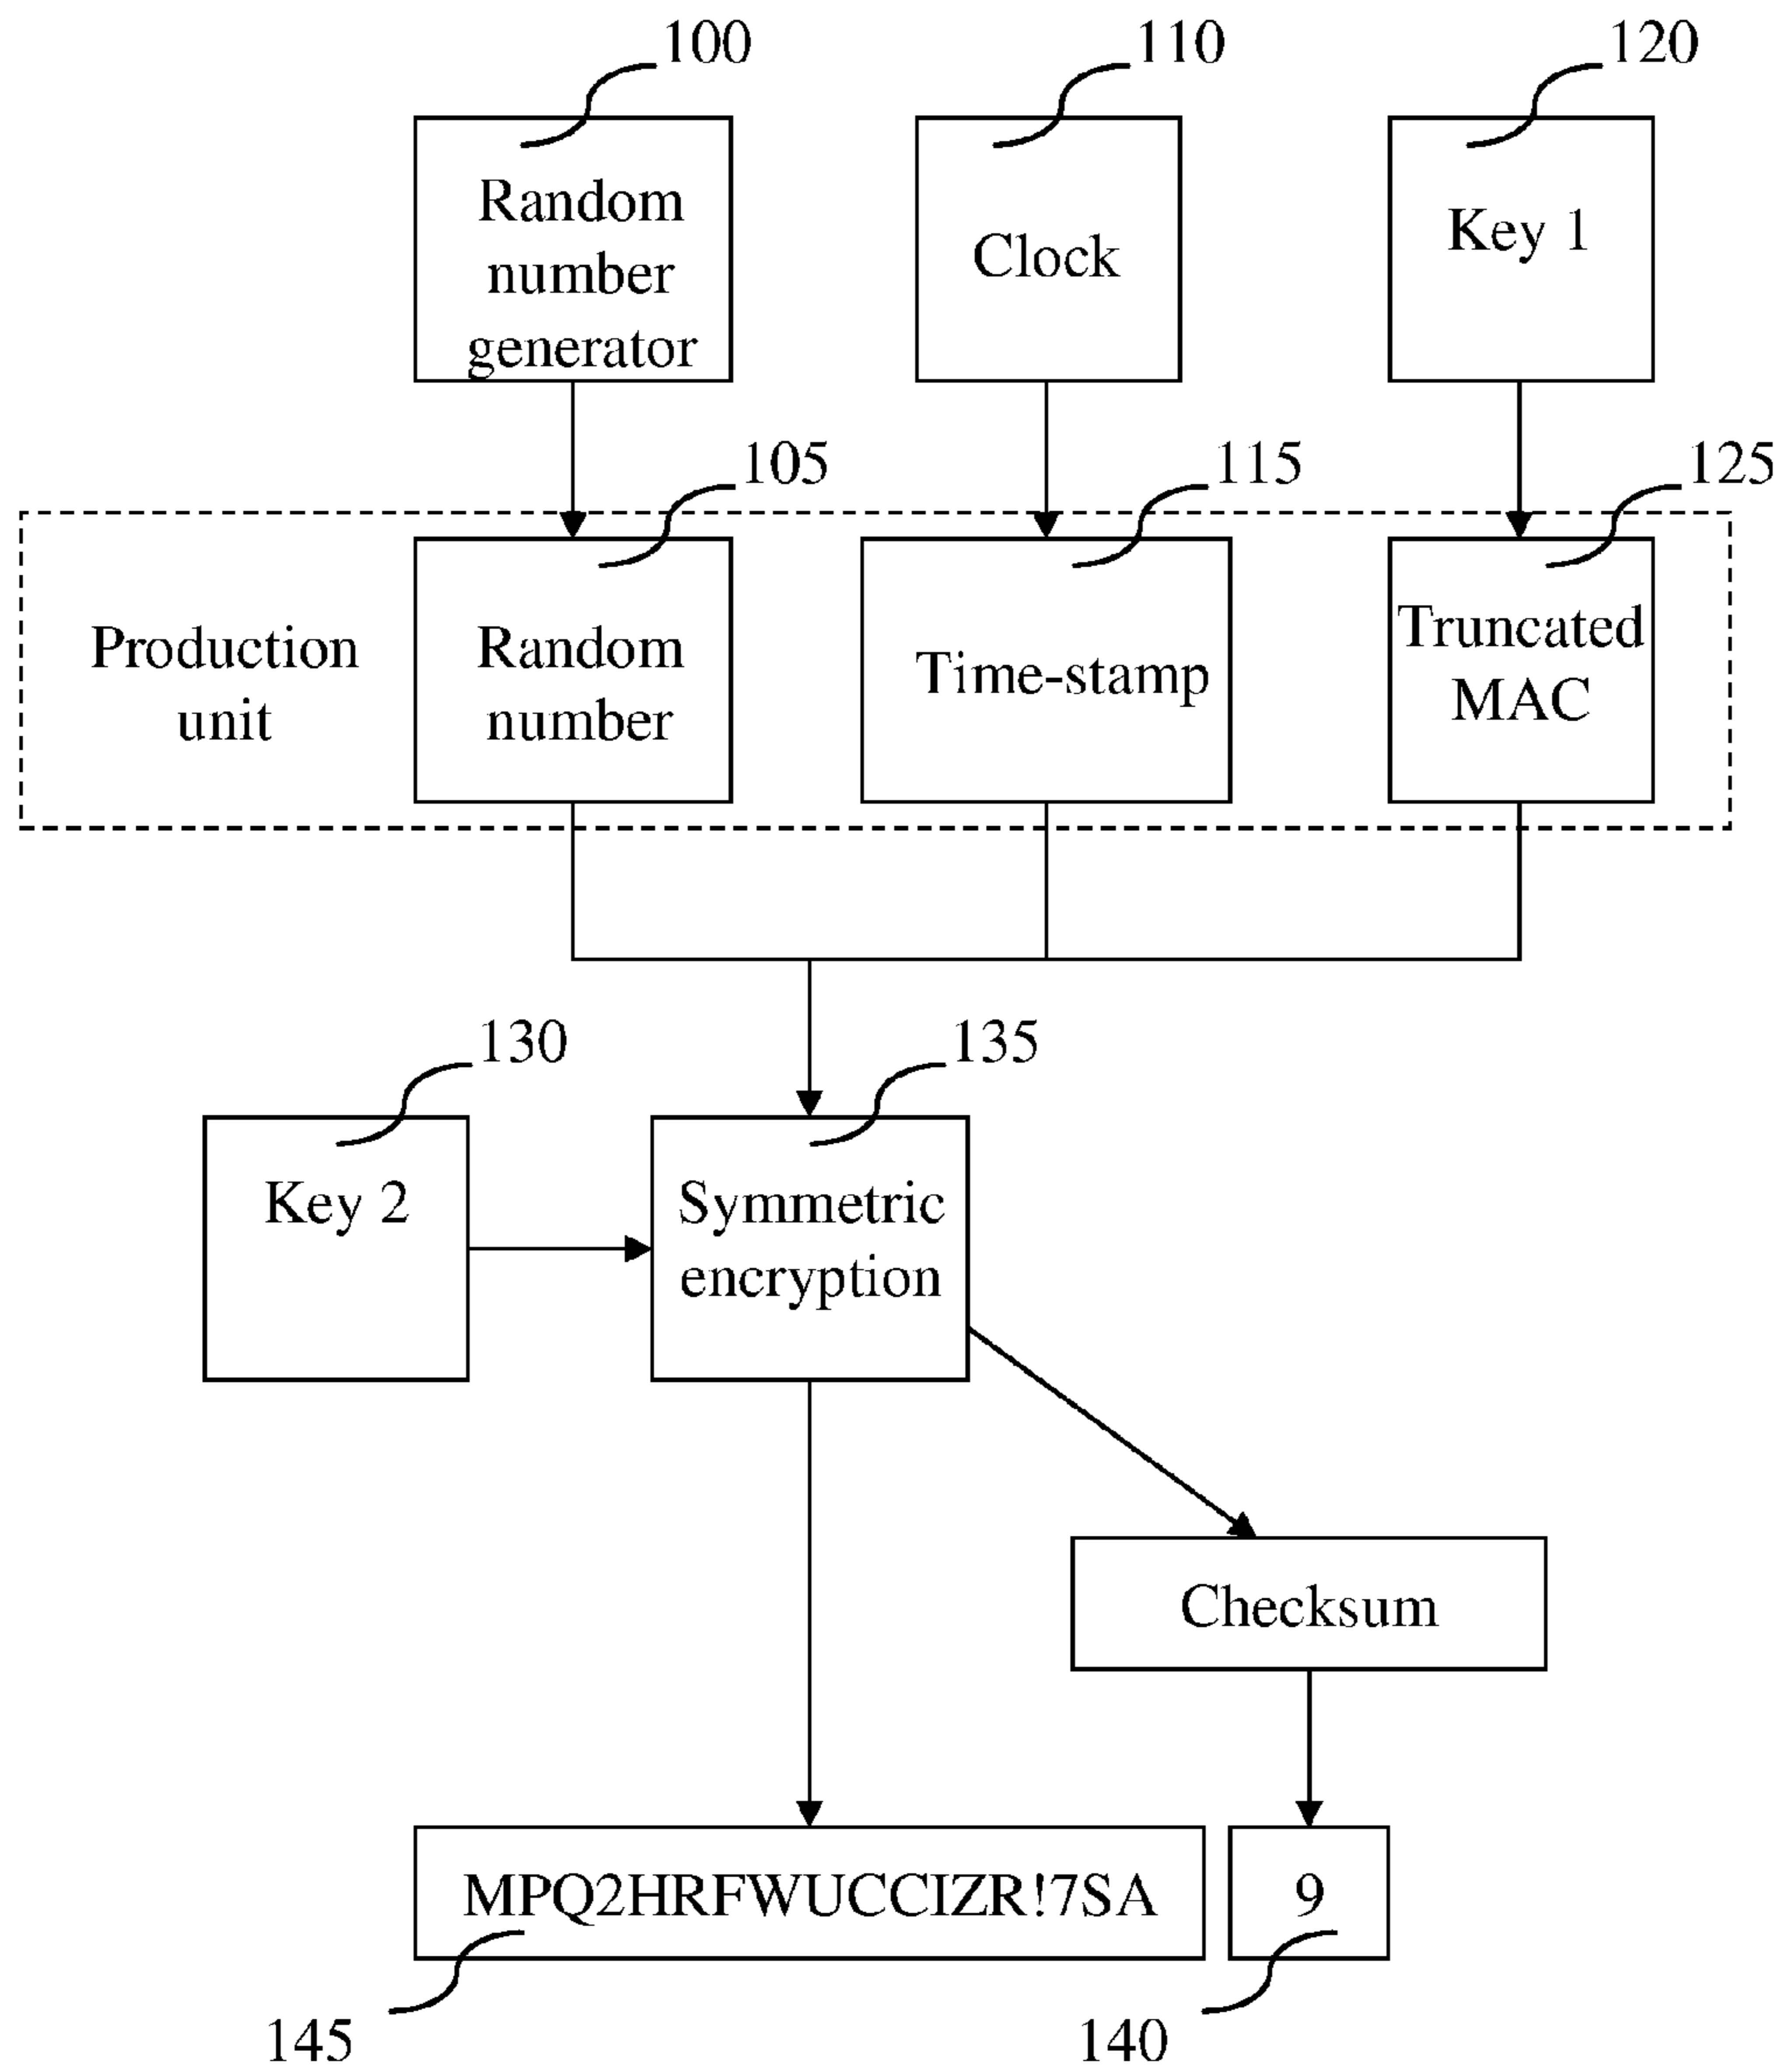 100
110
120
Random
number
generator
Clock
Key 1
105
115
125
Production
unit
Random
number
Time-stamp
Truncated
MAC
130
135
Key 2
Symmetric
encryption
Checksum
MPQ2HRFWUCCIZR!7SA
9
145
140